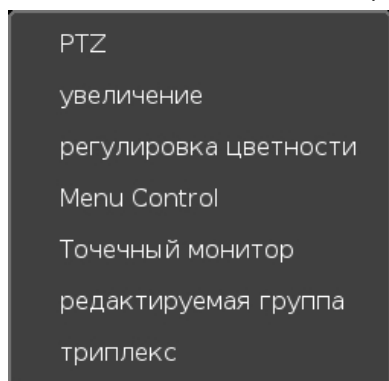 PTZ
увеличение
регулировка цветности
Menu Control
Точечный монитор
редактируемая группа
триплекс